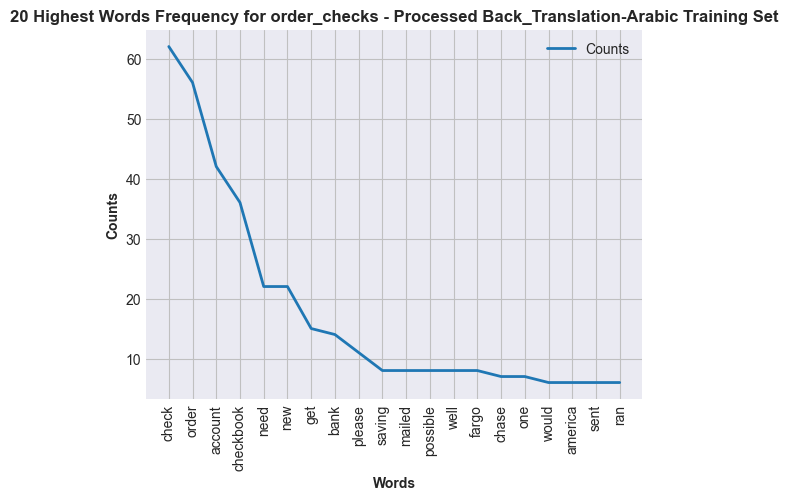 20 Highest Words Frequency for order_checks - Processed Back_Translation-Arabic Training Set
Counts
60
50
40
30
20
10
Counts
check
order
account
checkbook
need
new
get
bank
please
saving
mailed
possible
well
fargo
chase
one
would
america
sent
ran
Words